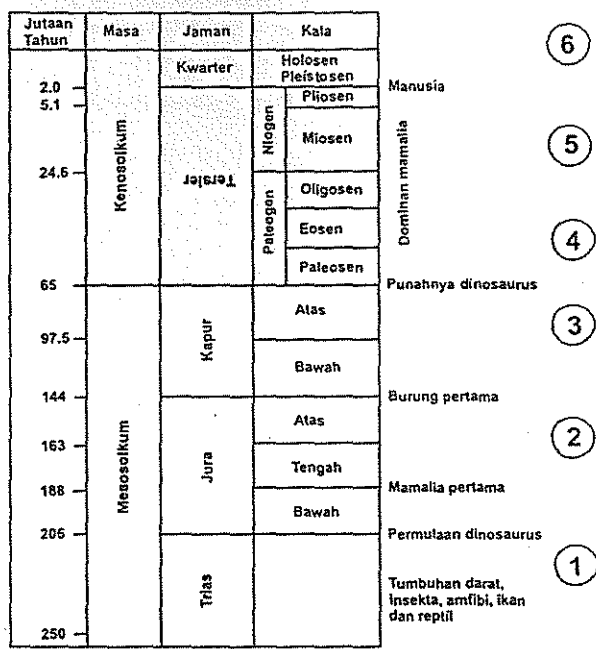 Jutaan
Tahun
Masa
Jaman
Kala
6
Kwarter
Holosen
Pleistosen
2.0
Manusia
5.1
Pliosen
Kenosoikum
Tersier
Niogen
Miosen
5
24.6
Dominan mamalia
Paleogen
Oligosen
Eosen
4
Paleosen
65
Punahnya dinosaurus
Mesosoikum
Kapur
Atas
3
97.5
Bawah
144
Burung pertama
Jura
Atas
163
2
Tengah
188
Mamalia pertama
Bawah
205
Permulaan dinosaurus
Trias
1
Tumbuhan darat,
Insekta, amfibi, ikan
dan reptil
250